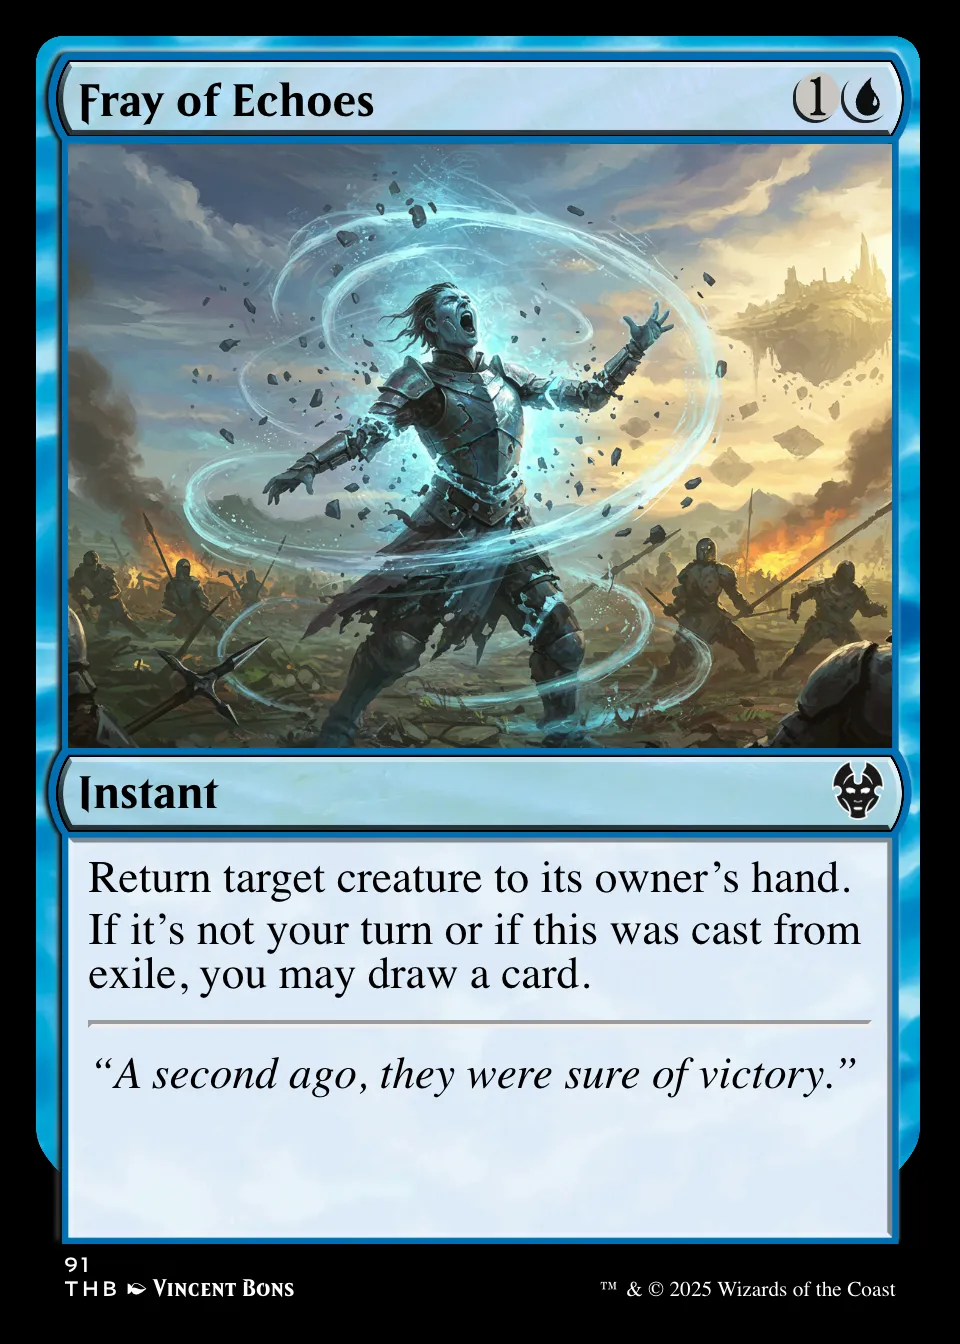 Fray of Echoes 1
Instant
Return target creature to its owner’s hand.
If it’s not your turn or if this was cast from
exile, you may draw a card.
“A second ago, they were sure of victory.”
91
THB Vincent Bons
™ & © 2025 Wizards of the Coast